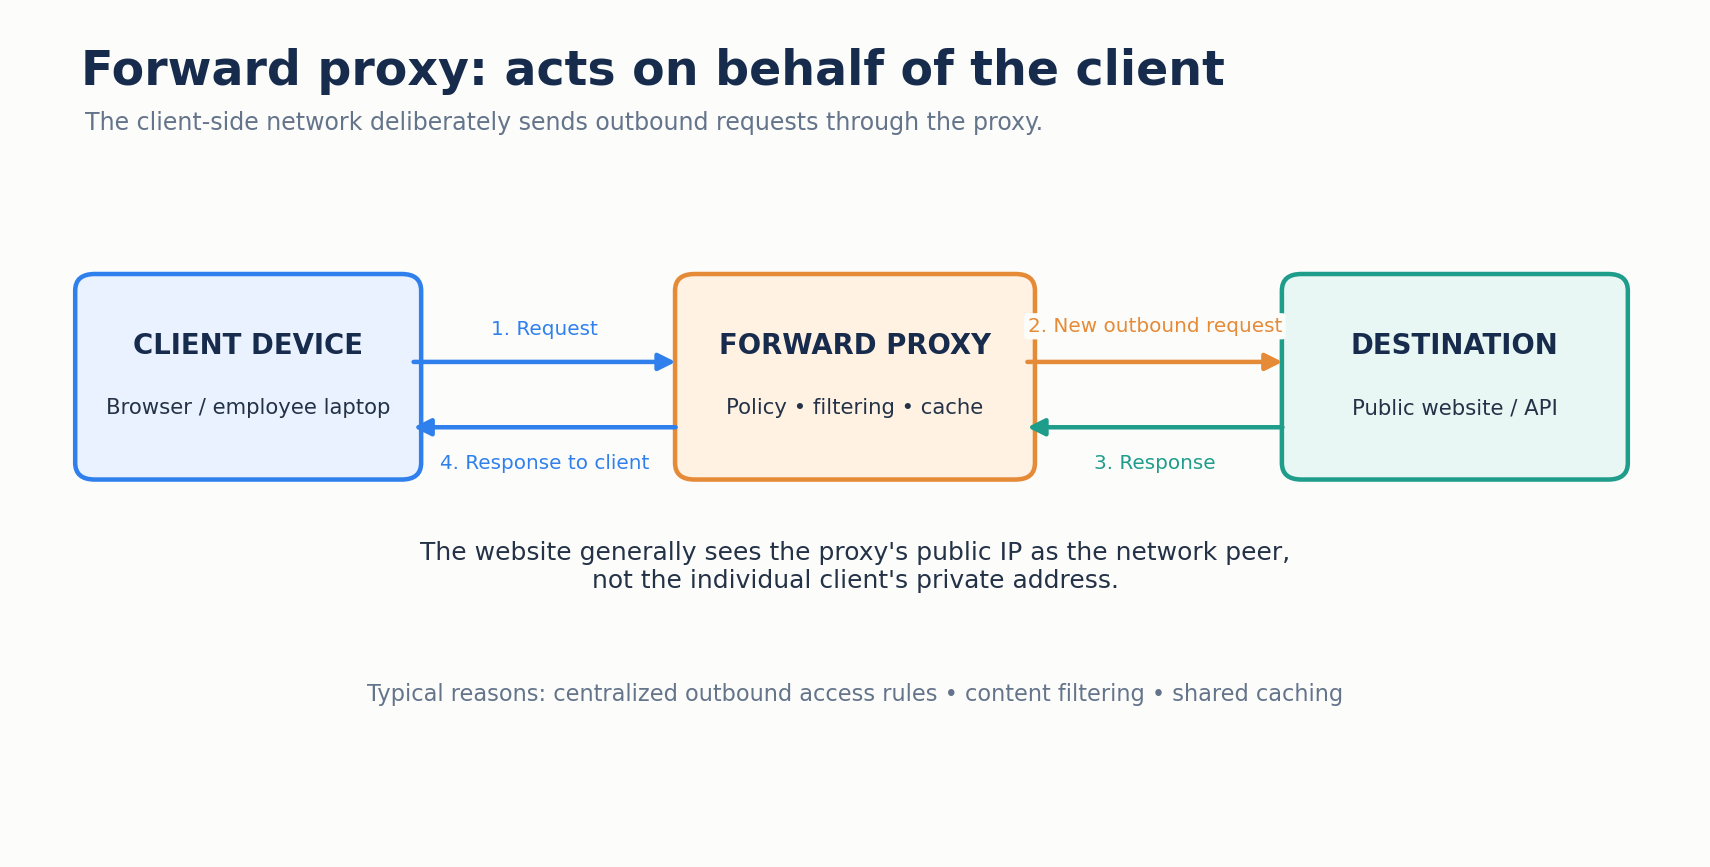 Forward proxy: acts on behalf of the client
The client-side network deliberately sends outbound requests through the proxy.
CLIENT DEVICE
Browser / employee laptop
1. Request
4. Response to client
FORWARD PROXY
Policy • filtering • cache
2. New outbound request
3. Response
DESTINATION
Public website / API
The website generally sees the proxy's public IP as the network peer,
not the individual client's private address.
Typical reasons: centralized outbound access rules • content filtering • shared caching